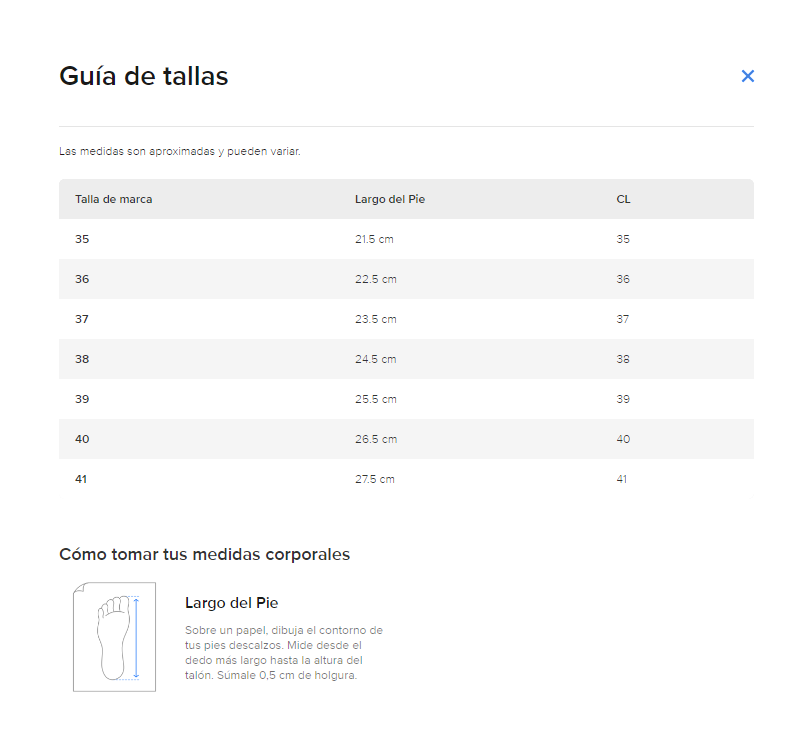 Guía de tallas
Las medidas son aproximadas y pueden variar.
Talla de marca Largo del Pie CL
35 21.5 cm 35
36 22.5 cm 36
37 23.5 cm 37
38 24.5 cm 38
39 25.5 cm 39
40 26.5 cm 40
41 27.5 cm 41
Cómo tomar tus medidas corporales
Largo del Pie
Sobre un papel, dibuja el contorno de
tus pies descalzos. Mide desde el
dedo más largo hasta la altura del
talón. Súmale 0,5 cm de holgura.